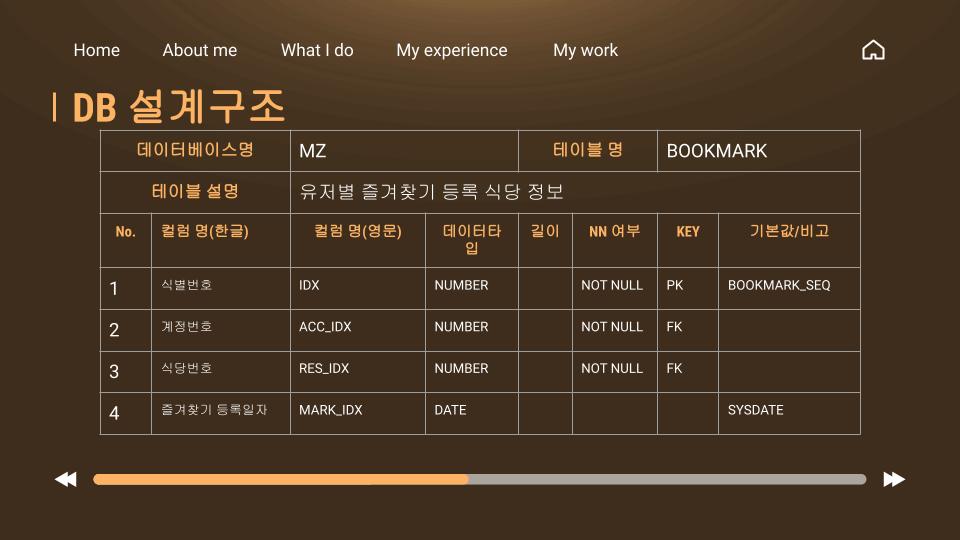 Home About me What I do My experience My work
DB 설계구조
데이터베이스명 MZ 테이블 명 BOOKMARK
테이블 설명 유저별 즐겨찾기 등록 식당 정보
No. 컬럼 명(한글) 컬럼 명(영문) 데이터타 길이 NN 여부 KEY 기본값/비고
입
1 식별번호 IDX NUMBER NOT NULL PK BOOKMARK_SEQ
2 계정번호 ACC_IDX NUMBER NOT NULL FK
3 식당번호 RES_IDX NUMBER NOT NULL FK
4 즐겨찾기 등록일자 MARK_IDX DATE SYSDATE